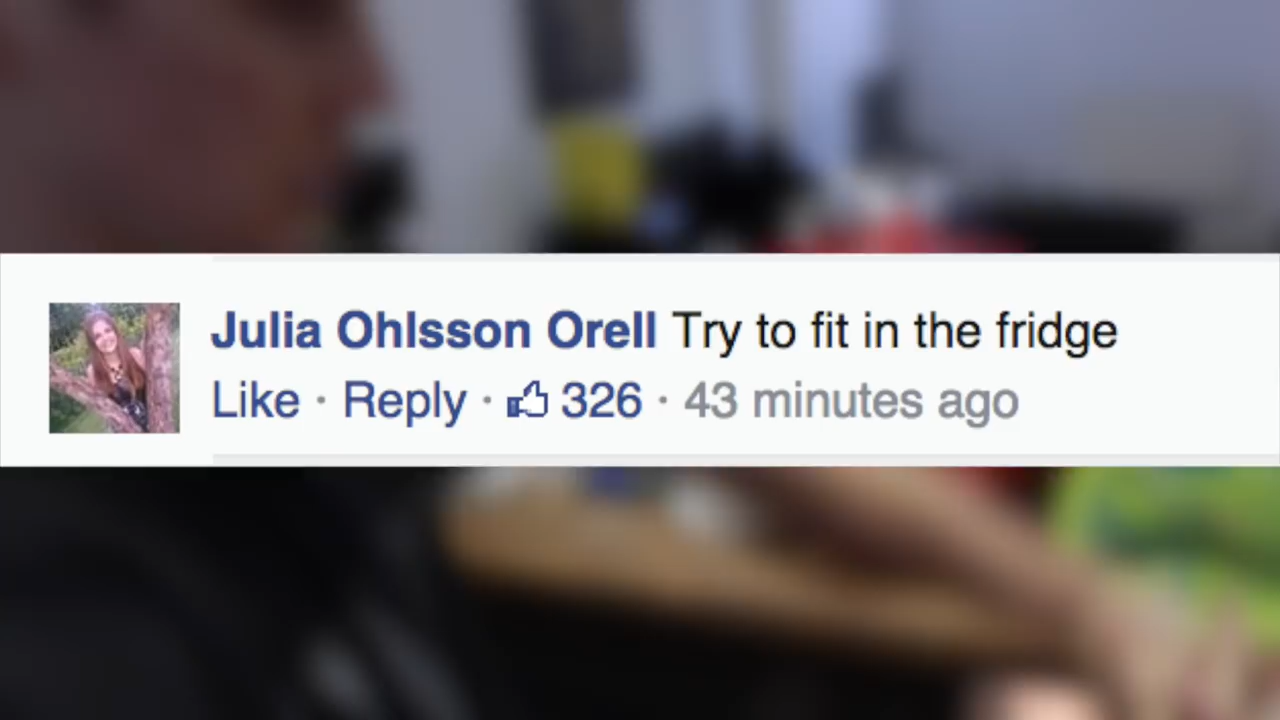 Julia Ohlsson Orell Try to fit in the fridge
Like · Reply · 326 · 43 minutes ago